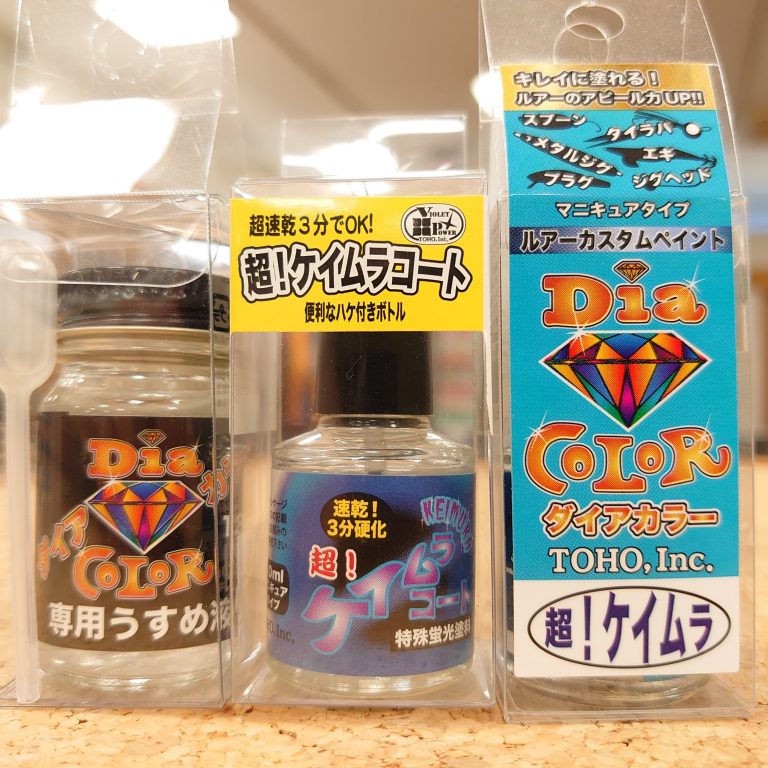 Dia
COLOR
ダイア
カラー
専用うすめ液
超速乾3分でOK!
VIOLET POWER
XP
TOHO, Inc.
超!ケイムラコート
便利なハケ付きボトル
速乾!
3分硬化
KEIMURA
超!
ケイムラ
コート
特殊蛍光塗料
キレイに塗れる!
ルアーのアピール力UP!!
スプーン
タイラバ
メタルジグ
エギ
プラグ
ジグヘッド
マニキュアタイプ
ルアーカスタムペイント
Dia
COLOR
ダイアカラー
TOHO, Inc.
超!ケイムラ